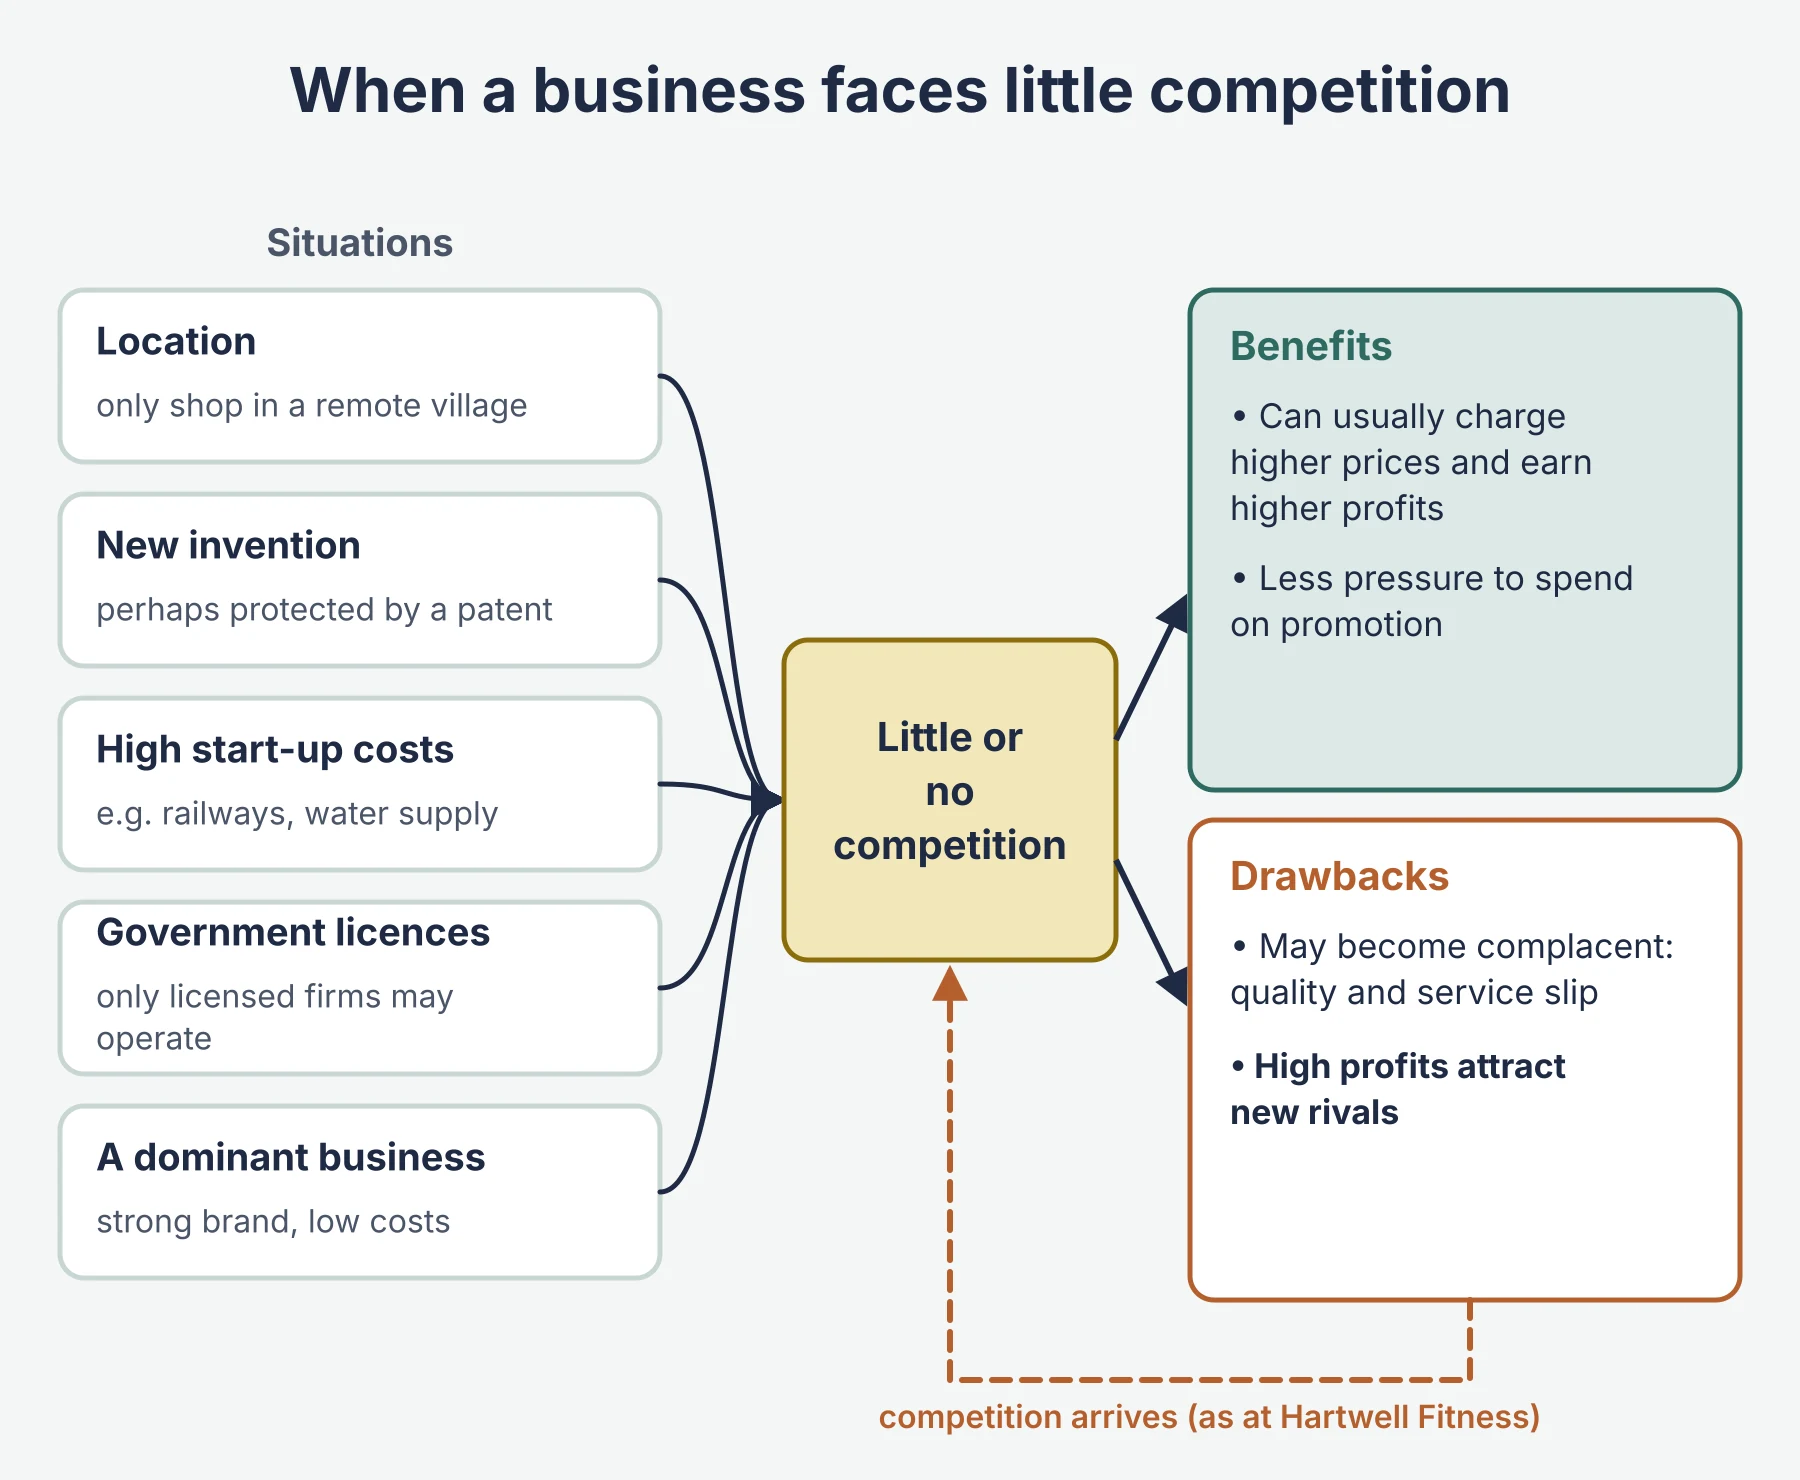 When a business faces little competition
Situations
Location
only shop in a remote village
New invention
perhaps protected by a patent
High start-up costs
e.g. railways, water supply
Government licences
only licensed firms may
operate
A dominant business
strong brand, low costs
Little or
no
competition
Benefits
• Can usually charge
higher prices and earn
higher profits
• Less pressure to spend
on promotion
Drawbacks
• May become complacent:
quality and service slip
• High profits attract
new rivals
competition arrives (as at Hartwell Fitness)